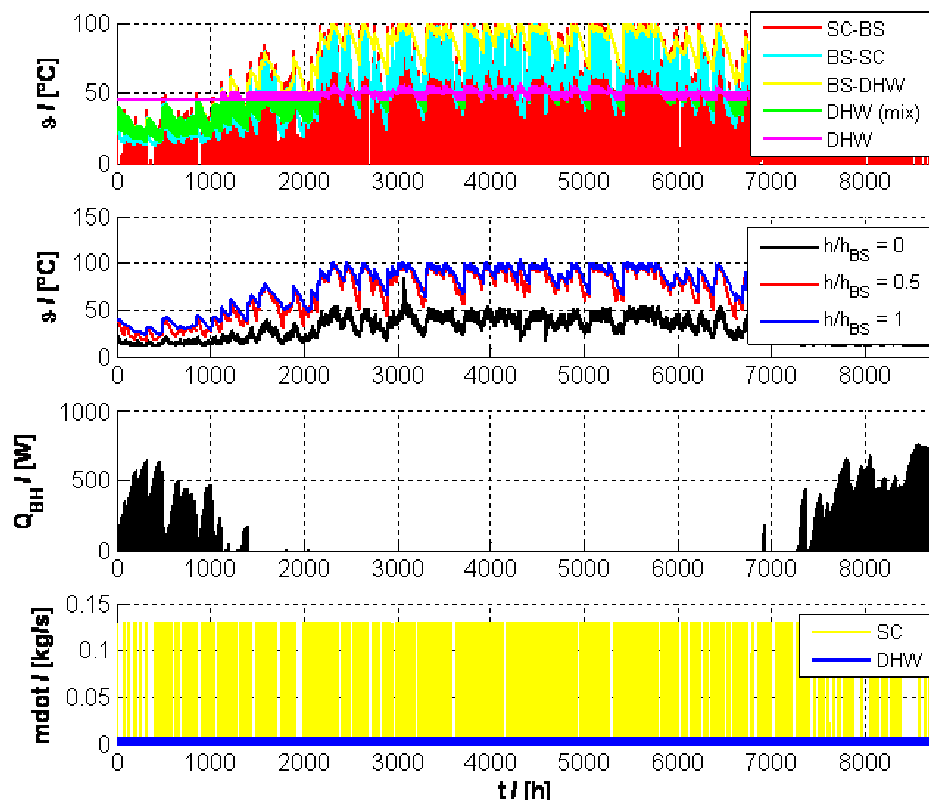 100
50
0
ϑ / [°C]
0 1000 2000 3000 4000 5000 6000 7000 8000
SC-BS
BS-SC
BS-DHW
DHW (mix)
DHW
150
100
50
0
ϑ / [°C]
0 1000 2000 3000 4000 5000 6000 7000 8000
h/h_BS = 0
h/h_BS = 0.5
h/h_BS = 1
1000
500
0
Q_BH / [W]
0 1000 2000 3000 4000 5000 6000 7000 8000
0.15
0.1
0.05
0
mdot / [kg/s]
0 1000 2000 3000 4000 5000 6000 7000 8000
SC
DHW
t / [h]